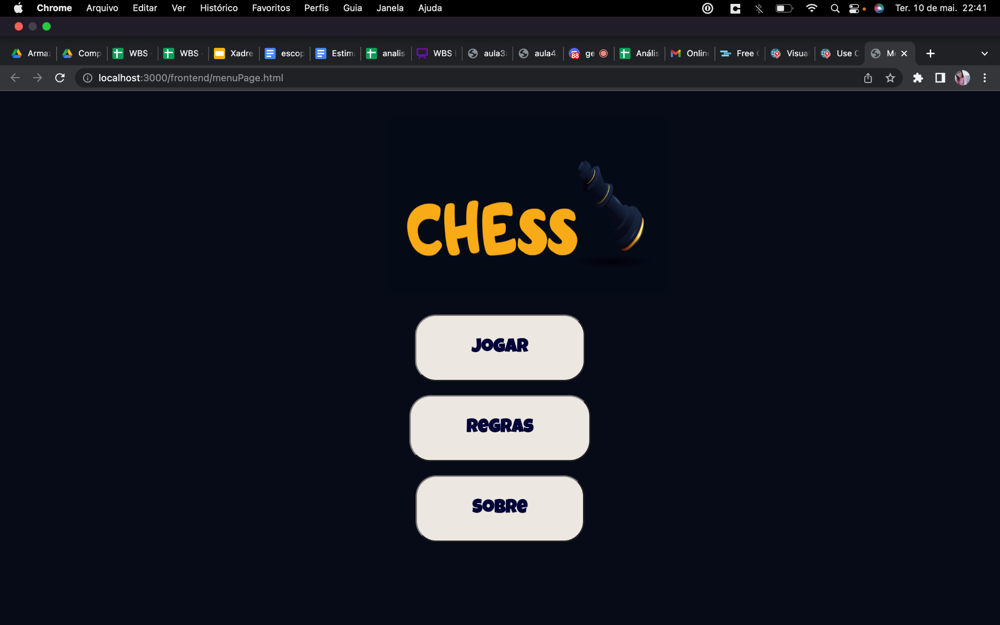 Chrome Arquivo Editar Ver Histórico Favoritos Perfis Guia Janela Ajuda Ter. 10 de mai. 22:41
Armaz Comp WBS - WBS - Xadre escop Estim analis WBS aula3 aula4 88 ge Anális Online Free Visua Use M
localhost:3000/frontend/menuPage.html
CHESS
JOGAR
ReGRAS
SOBRe